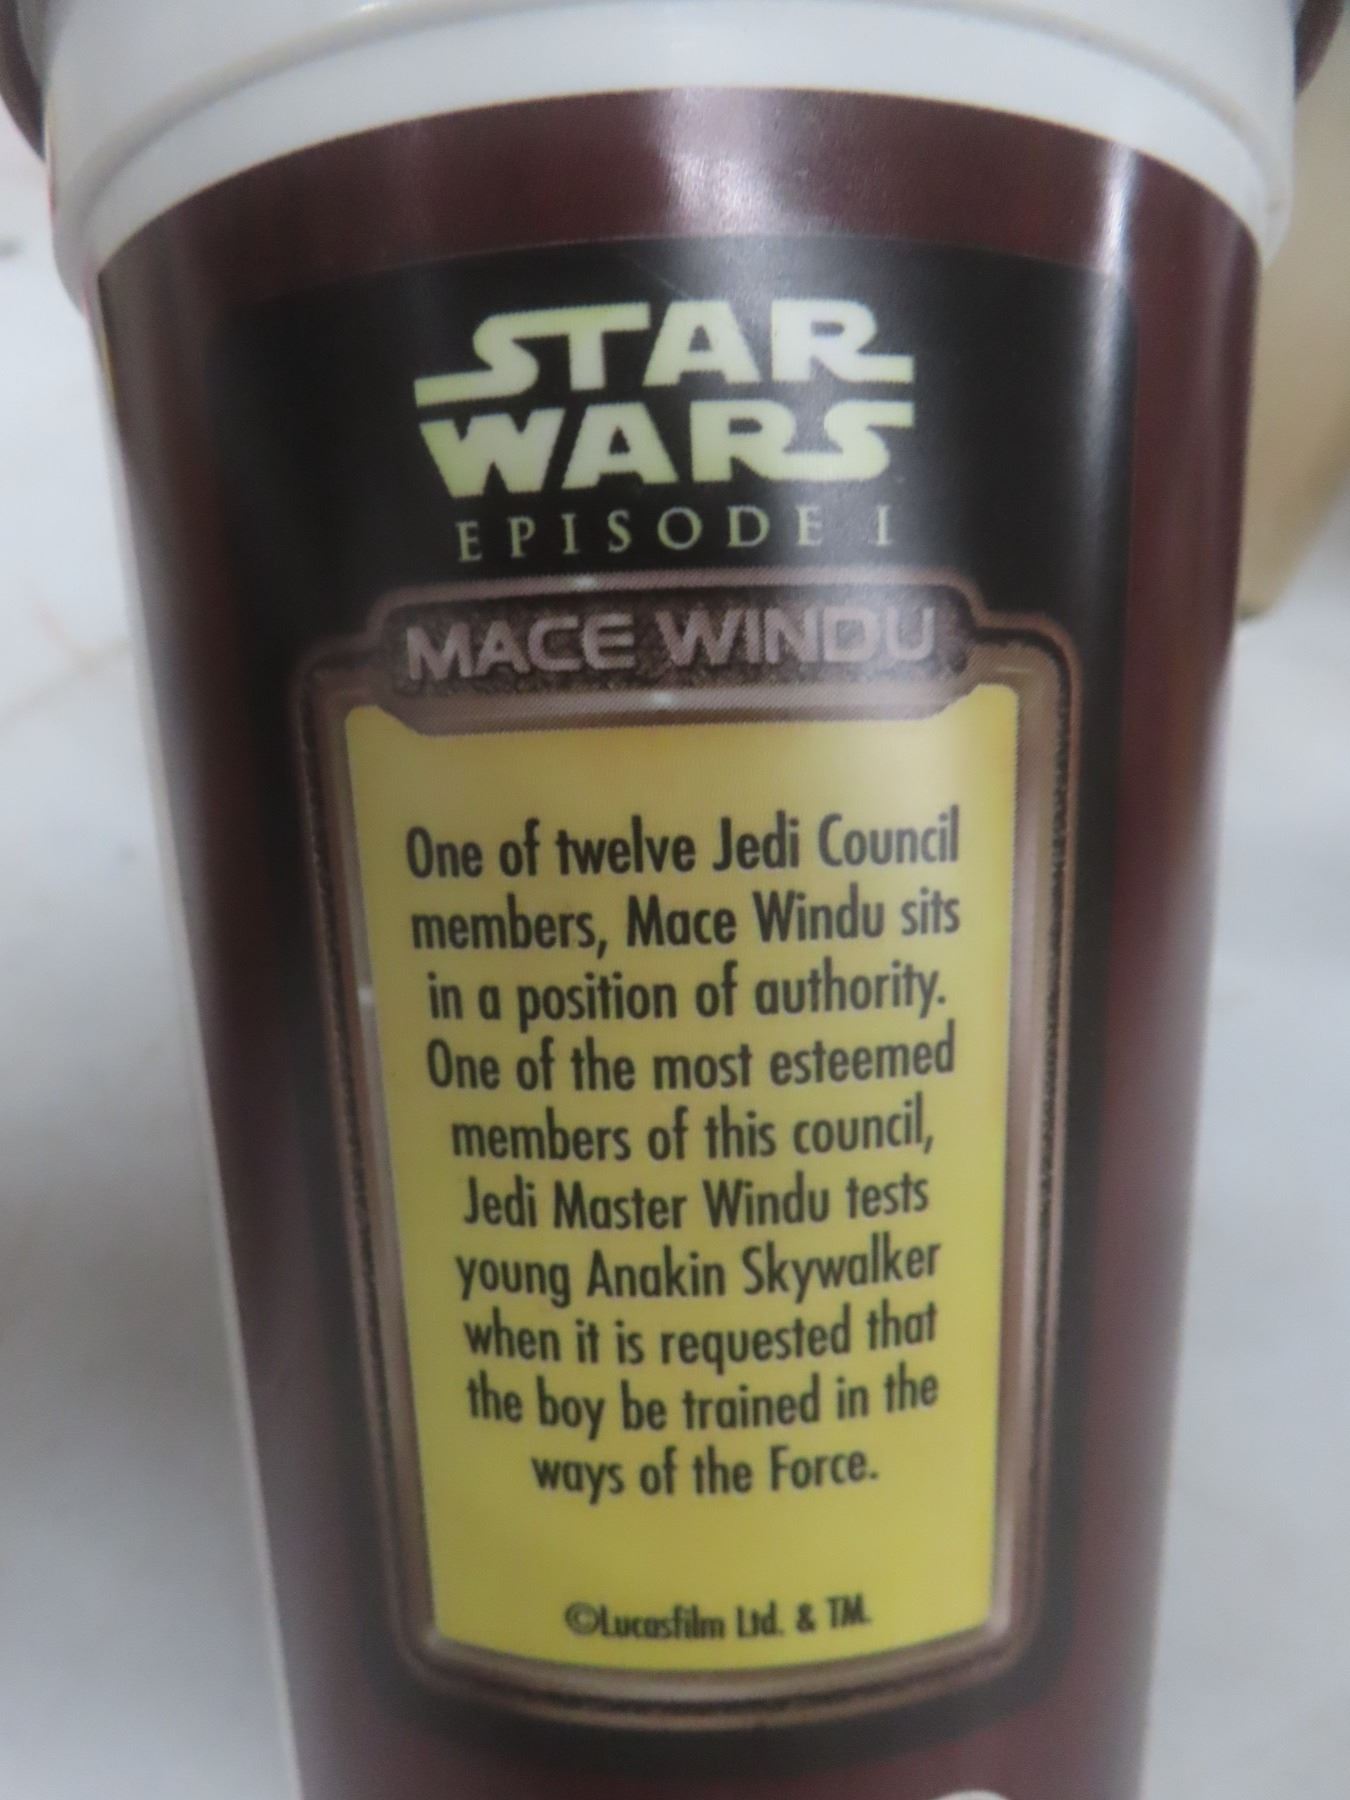 STAR
WARS
EPISODE I
MACE WINDU
One of twelve Jedi Council
members, Mace Windu sits
in a position of authority.
One of the most esteemed
members of this council,
Jedi Master Windu tests
young Anakin Skywalker
when it is requested that
the boy be trained in the
ways of the Force.
©Lucasfilm Ltd. & TM.